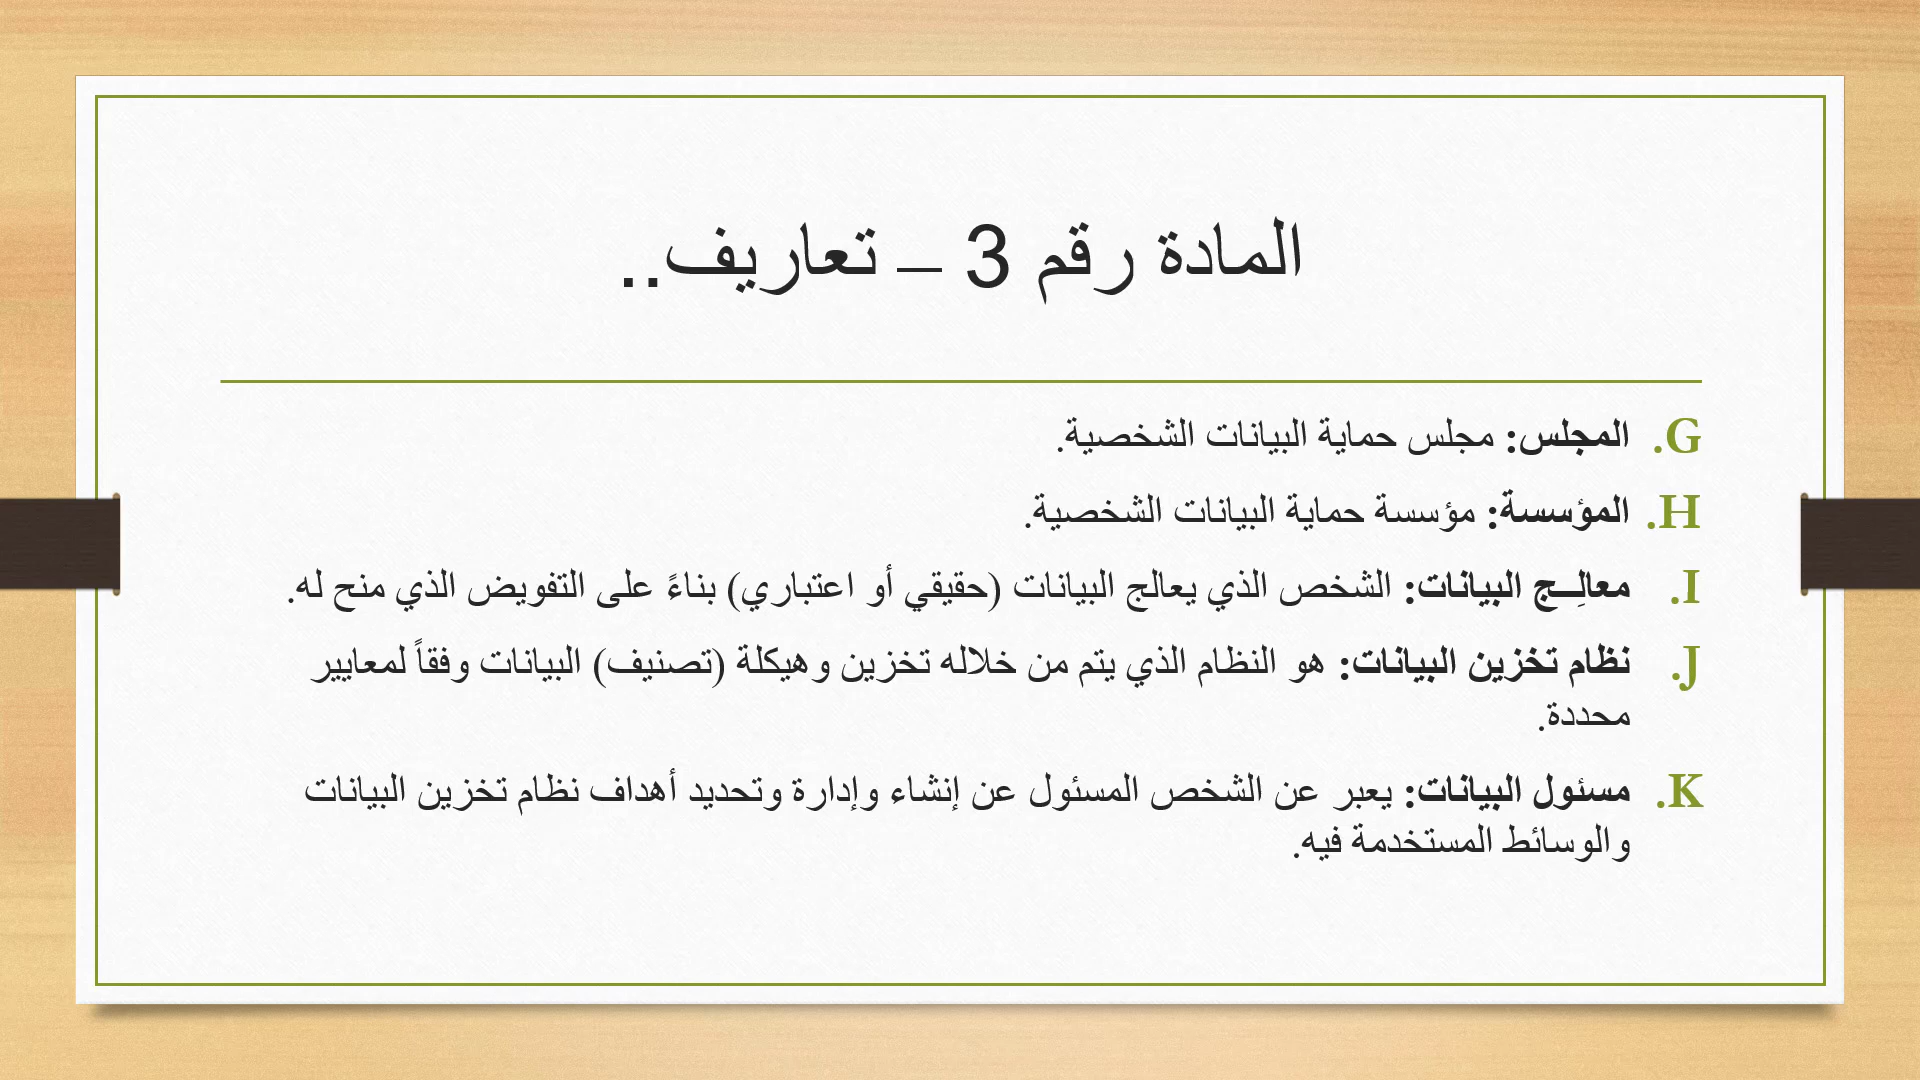 المادة رقم 3 – تعاريف..
G. المجلس: مجلس حماية البيانات الشخصية.
H. المؤسسة: مؤسسة حماية البيانات الشخصية.
I. معالِــج البيانات: الشخص الذي يعالج البيانات (حقيقي أو اعتباري) بناءً على التفويض الذي منح له.
J. نظام تخزين البيانات: هو النظام الذي يتم من خلاله تخزين وهيكلة (تصنيف) البيانات وفقاً لمعايير
محددة.
K. مسئول البيانات: يعبر عن الشخص المسئول عن إنشاء وإدارة وتحديد أهداف نظام تخزين البيانات
والوسائط المستخدمة فيه.